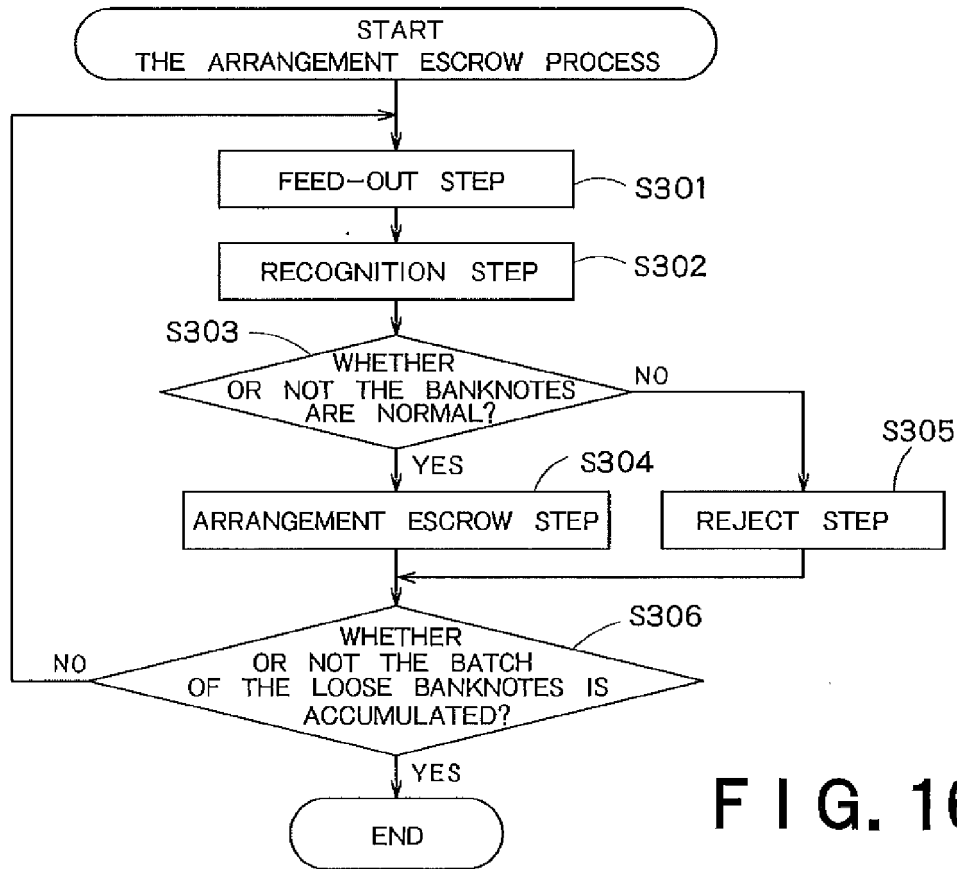 START
THE ARRANGEMENT ESCROW PROCESS
FEED-OUT STEP
S301
RECOGNITION STEP
S302
S303
WHETHER
OR NOT THE BANKNOTES
ARE NORMAL?
NO
YES
S304
S305
ARRANGEMENT ESCROW STEP
REJECT STEP
S306
WHETHER
OR NOT THE BATCH
OF THE LOOSE BANKNOTES IS
ACCUMULATED?
NO
YES
END
FIG. 16